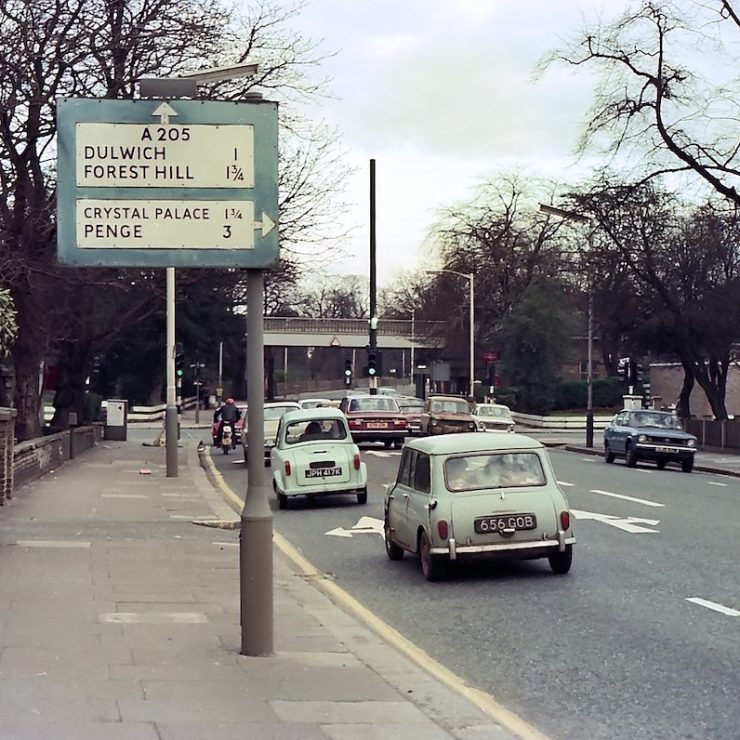 A 205
DULWICH 1
FOREST HILL 1¾
CRYSTAL PALACE 1¾
PENGE 3
JPH 417K
656 GOB